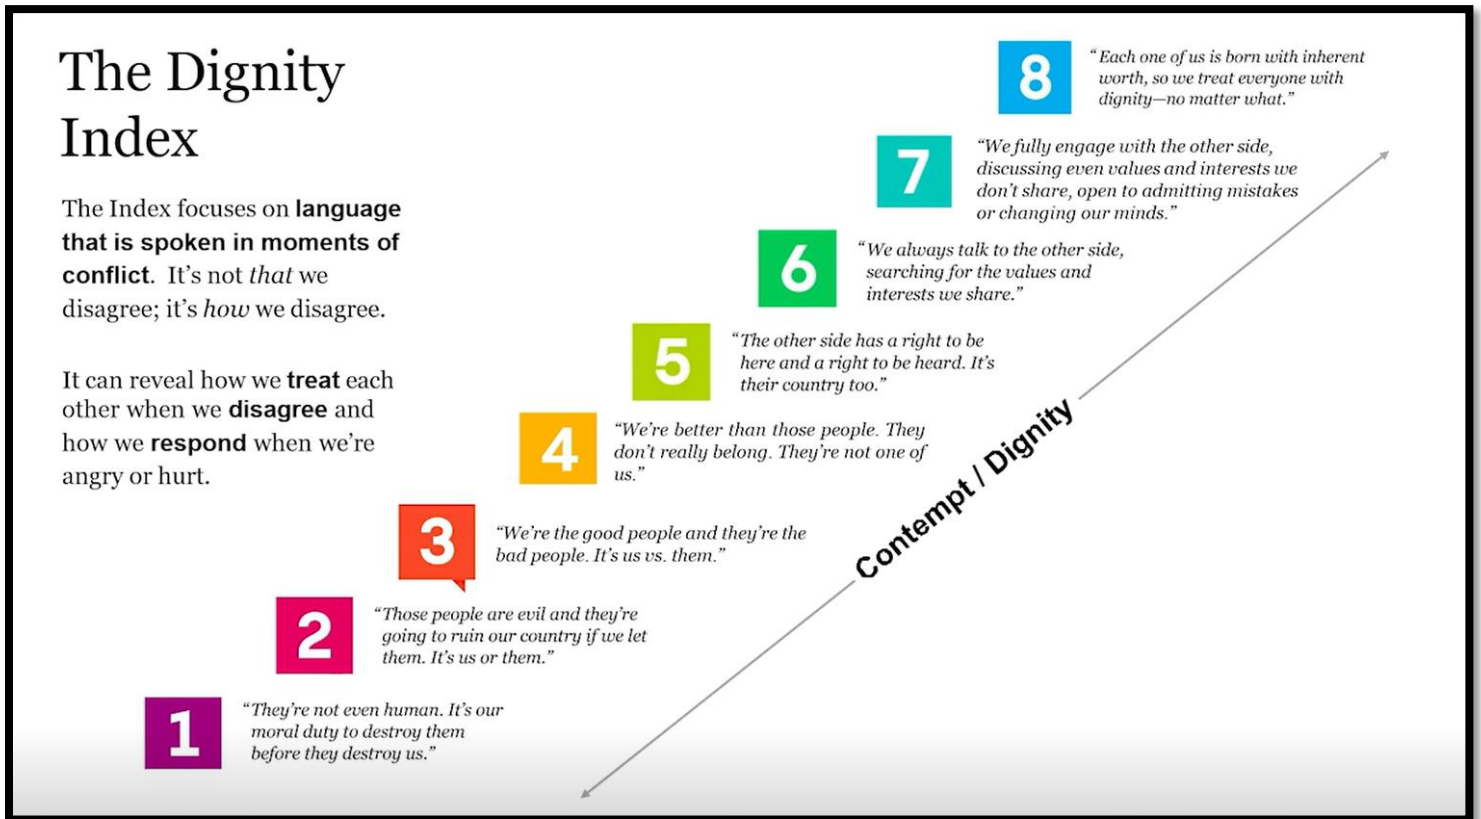 The Dignity
Index
The Index focuses on language
that is spoken in moments of
conflict. It's not that we
disagree; it's how we disagree.
It can reveal how we treat each
other when we disagree and
how we respond when we're
angry or hurt.
8
“Each one of us is born with inherent
worth, so we treat everyone with
dignity—no matter what.”
7
“We fully engage with the other side,
discussing even values and interests we
don't share, open to admitting mistakes
or changing our minds.”
6
“We always talk to the other side,
searching for the values and
interests we share.”
5
“The other side has a right to be
here and a right to be heard. It's
their country too.”
4
“We're better than those people. They
don't really belong. They're not one of
us.”
3
“We're the good people and they're the
bad people. It's us vs. them.”
2
“Those people are evil and they're
going to ruin our country if we let
them. It's us or them.”
1
“They're not even human. It's our
moral duty to destroy them
before they destroy us.”
Contempt / Dignity